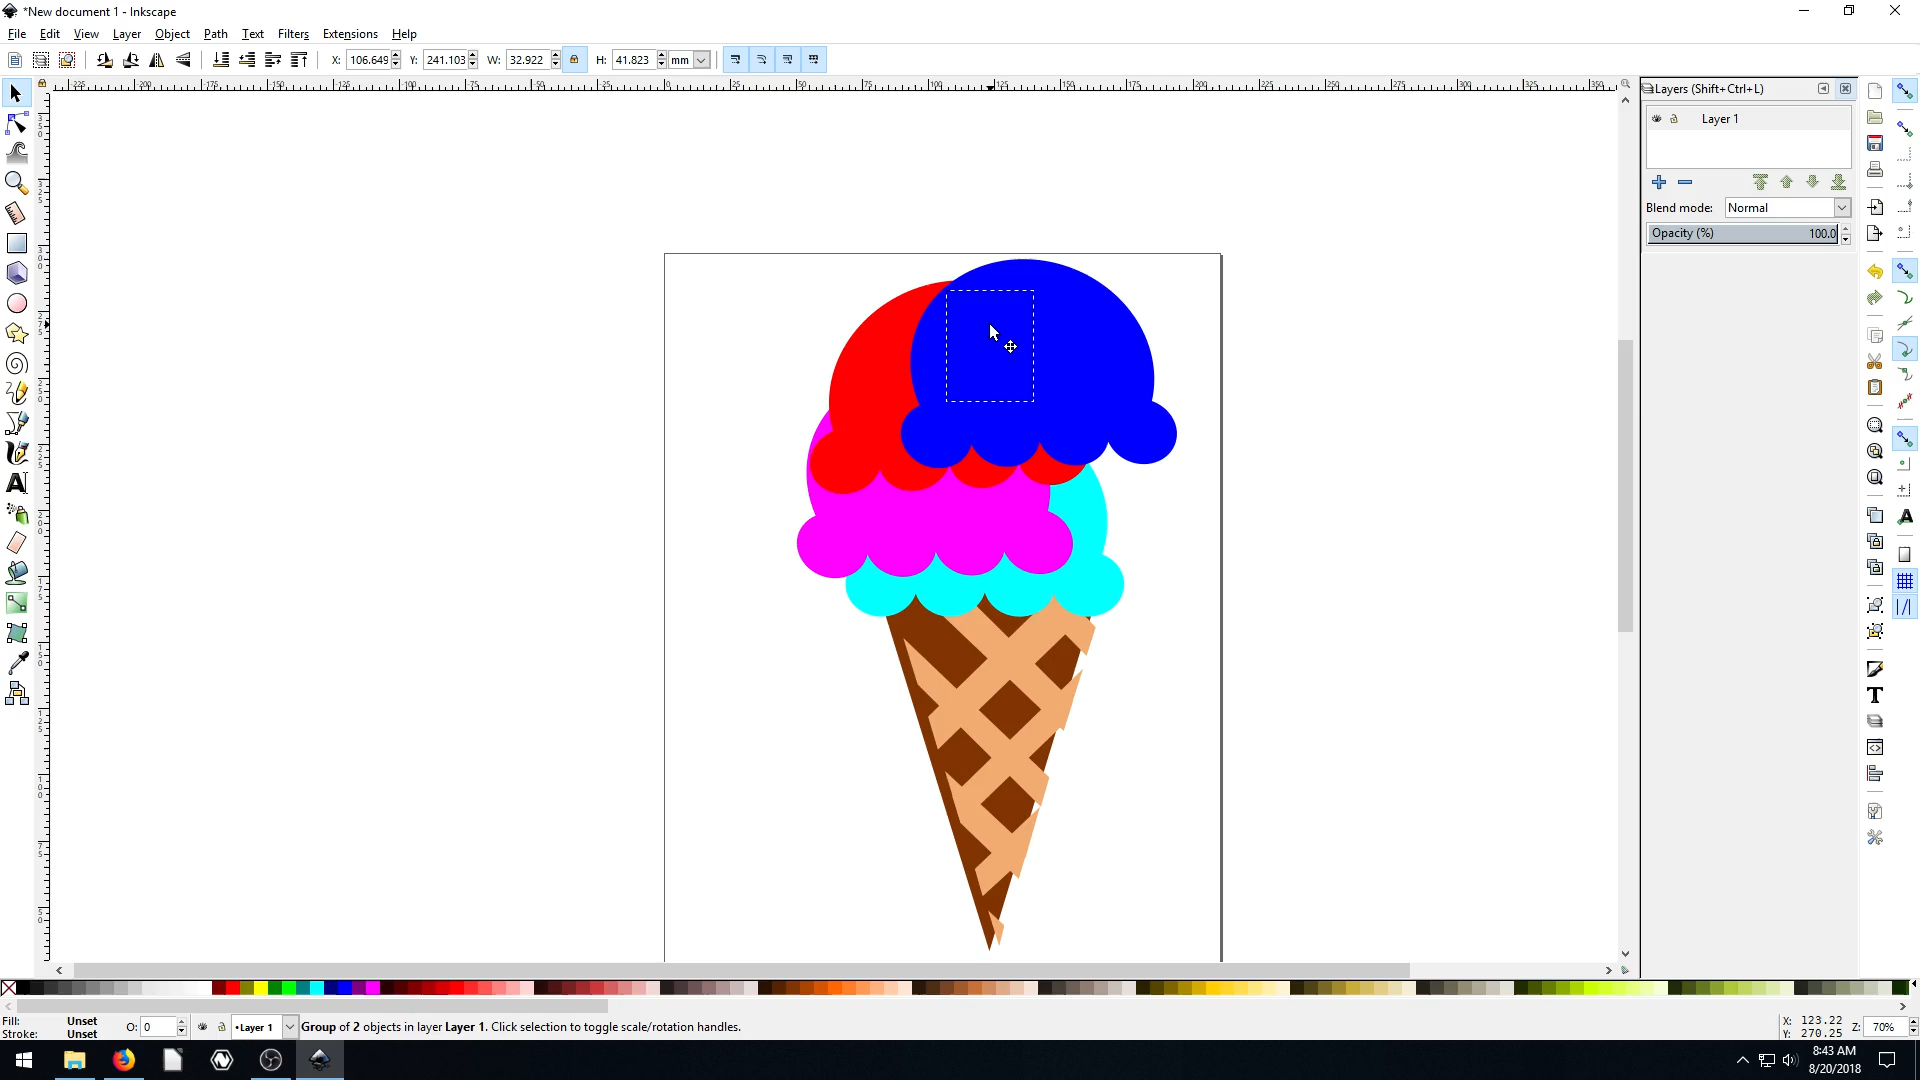 *New document 1 - Inkscape
File Edit View Layer Object Path Text Filters Extensions Help
X: 106.649 Y: 241.103 W: 32.922 H: 41.823 mm
Layers (Shift+Ctrl+L)
Layer 1
Blend mode: Normal
Opacity (%) 100.0
Fill: Unset
Stroke: Unset
O: 0
•Layer 1
Group of 2 objects in layer Layer 1. Click selection to toggle scale/rotation handles.
X: 123.22
Y: 270.25
Z: 70%
8:43 AM
8/20/2018